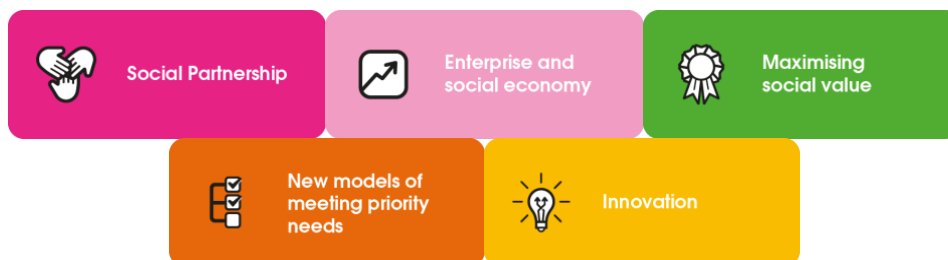 Social Partnership
Enterprise and
social economy
Maximising
social value
New models of
meeting priority
needs
Innovation